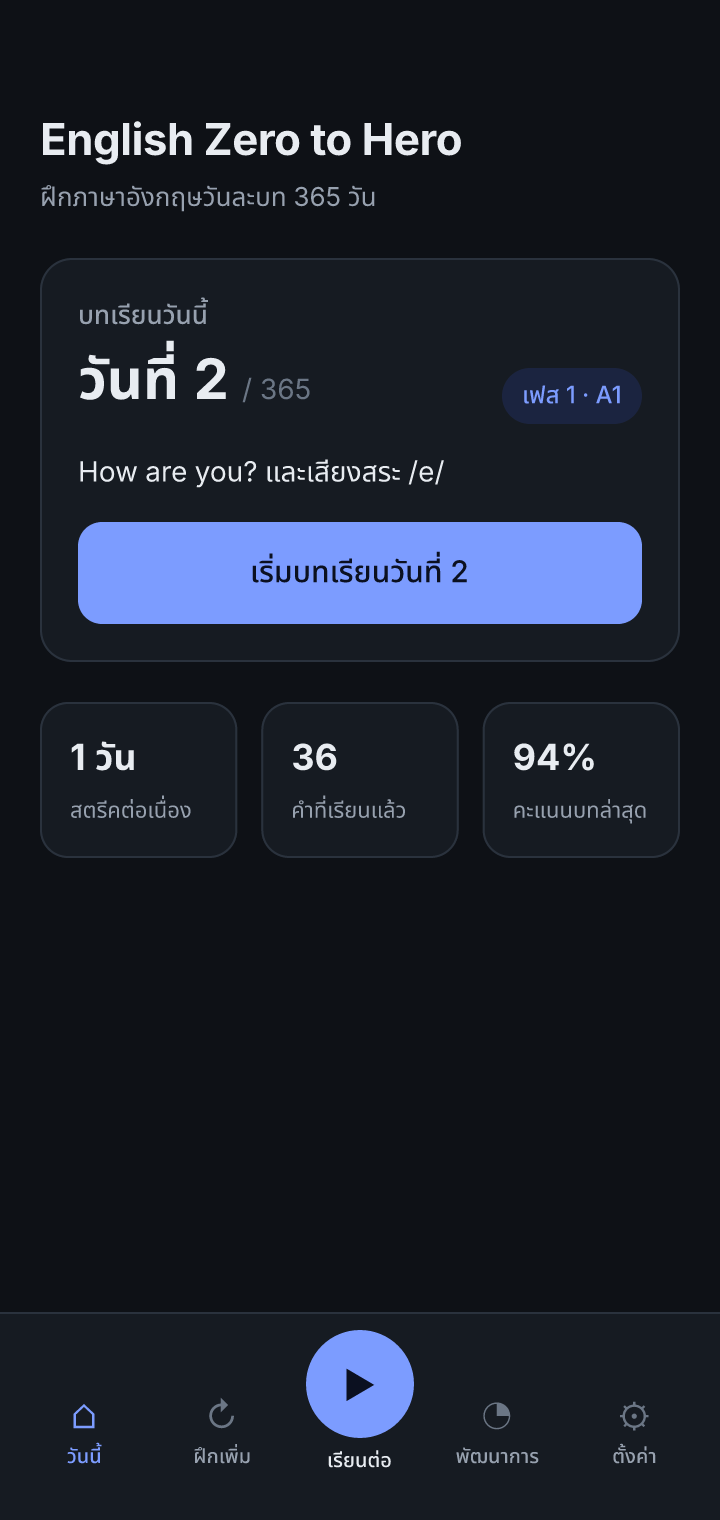 English Zero to Hero
ฝึกภาษาอังกฤษวันละบท 365 วัน
บทเรียนวันนี้
วันที่ 2 / 365
เฟส 1 · A1
How are you? และเสียงสระ /e/
เริ่มบทเรียนวันที่ 2
1 วัน
สตรีคต่อเนื่อง
36
คำที่เรียนแล้ว
94%
คะแนนบทล่าสุด
วันนี้
ฝึกเพิ่ม
เรียนต่อ
พัฒนาการ
ตั้งค่า